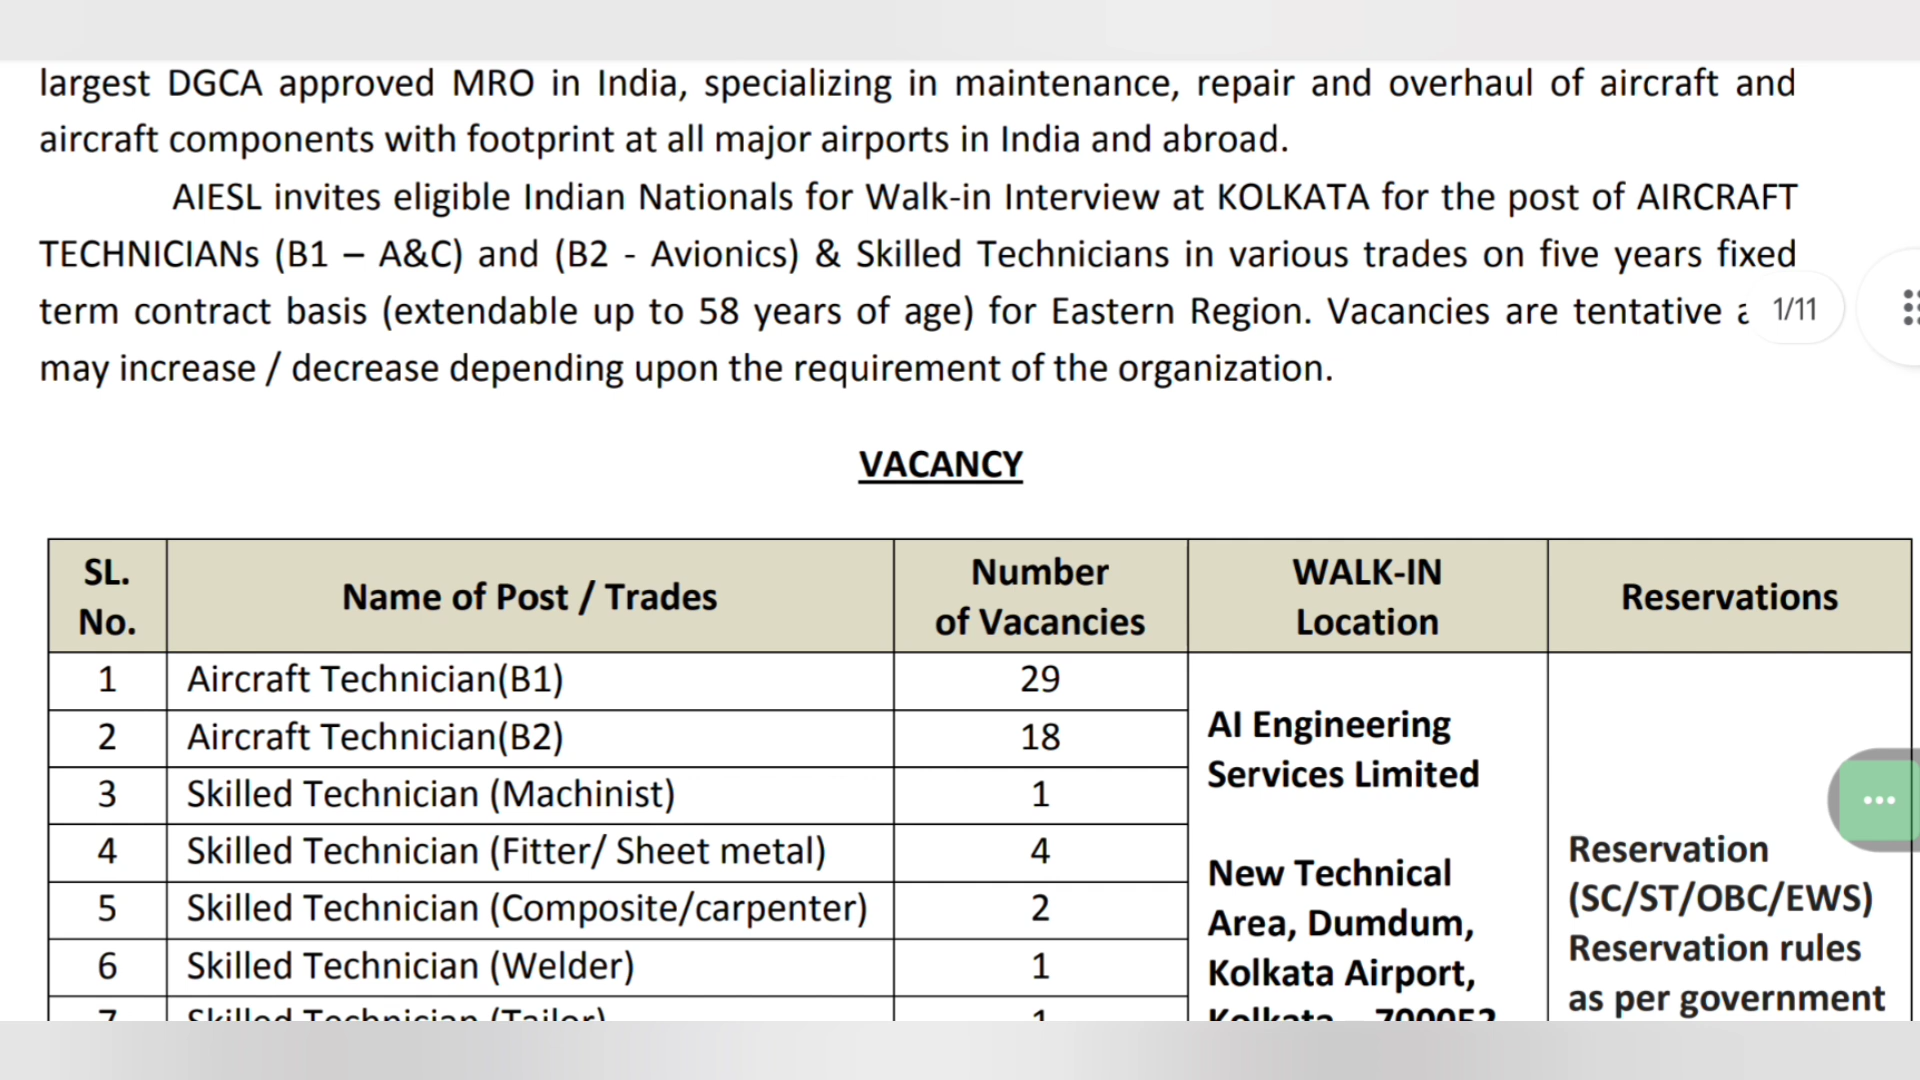 largest DGCA approved MRO in India, specializing in maintenance, repair and overhaul of aircraft and
aircraft components with footprint at all major airports in India and abroad.
AIESL invites eligible Indian Nationals for Walk-in Interview at KOLKATA for the post of AIRCRAFT
TECHNICIANs (B1 – A&C) and (B2 - Avionics) & Skilled Technicians in various trades on five years fixed
term contract basis (extendable up to 58 years of age) for Eastern Region. Vacancies are tentative
1/11
may increase / decrease depending upon the requirement of the organization.
VACANCY
SL. No.
Name of Post / Trades
Number of Vacancies
WALK-IN Location
Reservations
1 Aircraft Technician(B1) 29
2 Aircraft Technician(B2) 18
3 Skilled Technician (Machinist) 1
4 Skilled Technician (Fitter/ Sheet metal) 4
5 Skilled Technician (Composite/carpenter) 2
6 Skilled Technician (Welder) 1
7 Skilled Technician (Tailor) 1
AI Engineering
Services Limited
New Technical
Area, Dumdum,
Kolkata Airport,
Kolkata – 700052
Reservation
(SC/ST/OBC/EWS)
Reservation rules
as per government